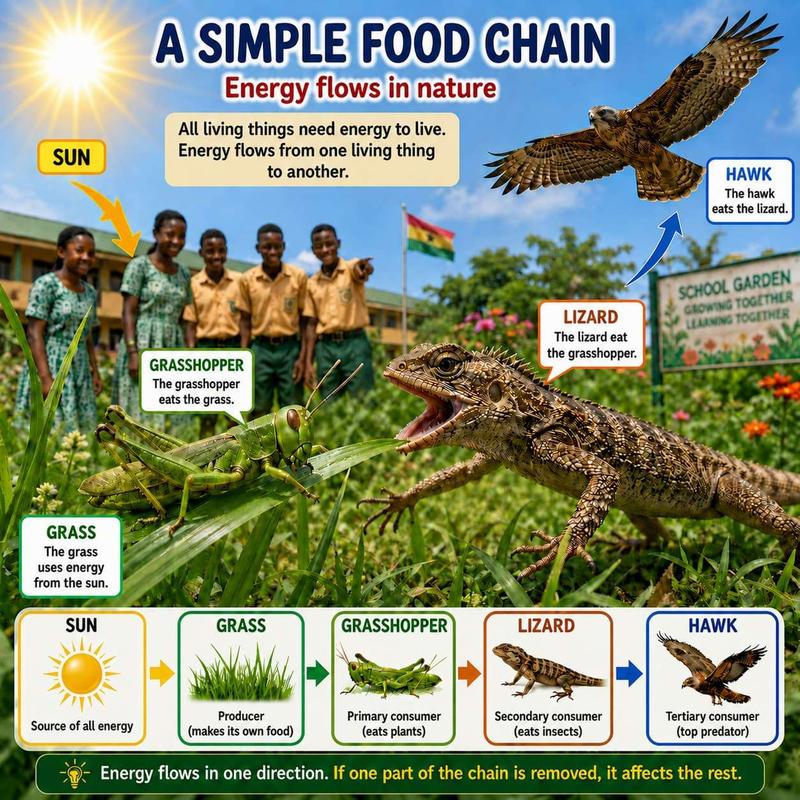 A SIMPLE FOOD CHAIN
Energy flows in nature
All living things need energy to live.
Energy flows from one living thing
to another.
SUN
HAWK
The hawk
eats the lizard.
SCHOOL GARDEN
GROWING TOGETHER
LEARNING TOGETHER
LIZARD
The lizard eat
the grasshopper.
GRASSHOPPER
The grasshopper
eats the grass.
GRASS
The grass
uses energy
from the sun.
SUN
Source of all energy
GRASS
Producer
(makes its own food)
GRASSHOPPER
Primary consumer
(eats plants)
LIZARD
Secondary consumer
(eats insects)
HAWK
Tertiary consumer
(top predator)
Energy flows in one direction. If one part of the chain is removed, it affects the rest.